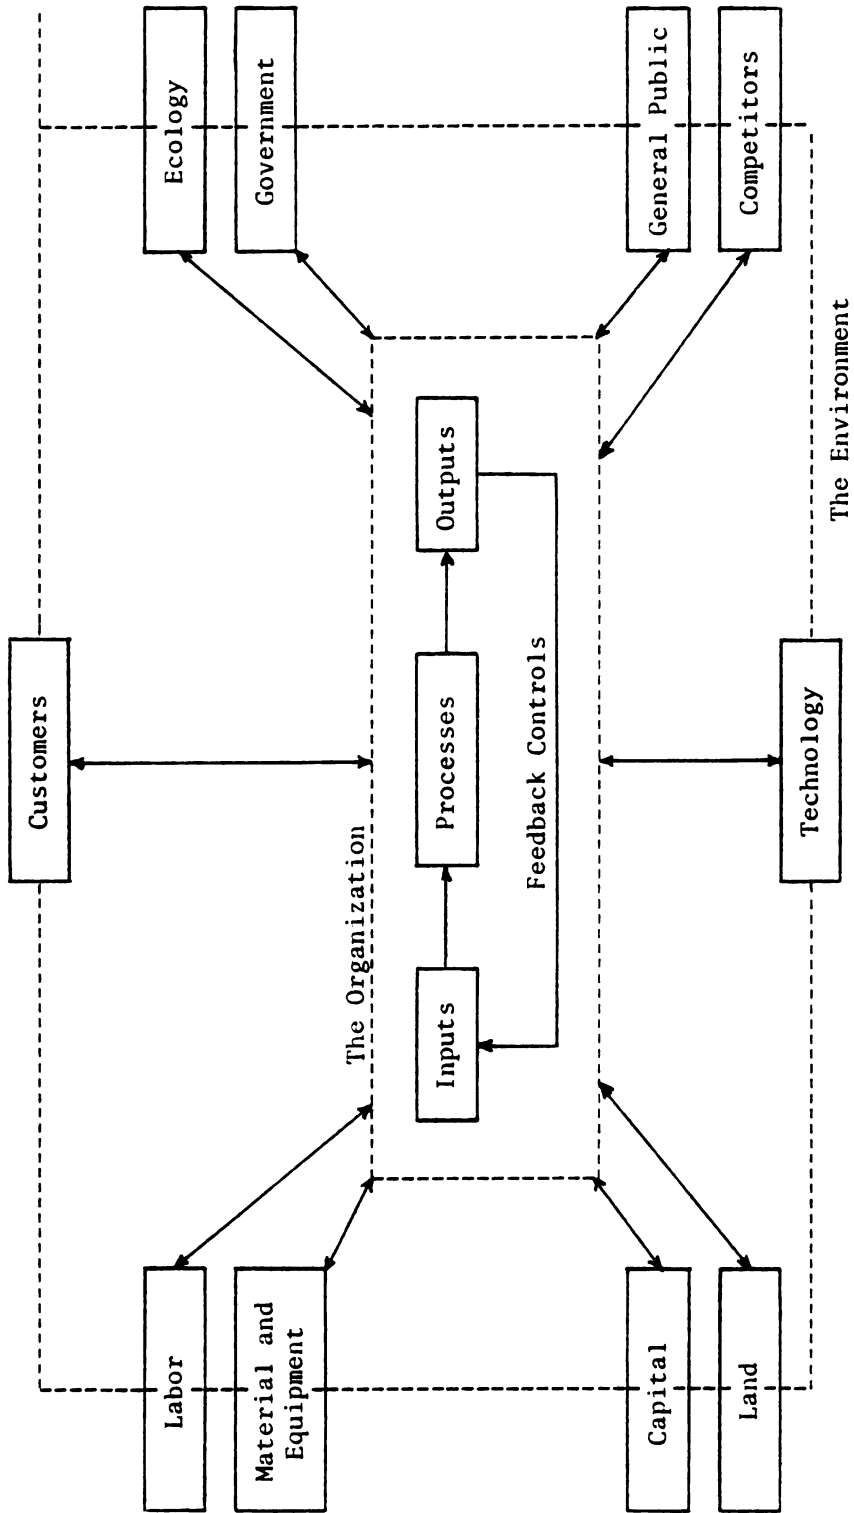 Customers
Labor
Ecology
Material and
Equipment
Government
The Organization
Inputs
Processes
Outputs
Feedback Controls
Capital
General Public
Land
Competitors
Technology
The Environment